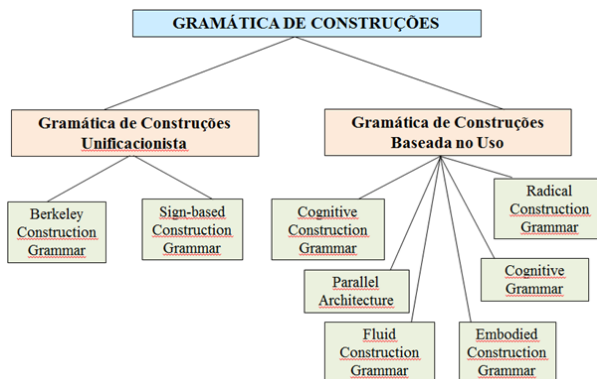 GRAMÁTICA DE CONSTRUÇÕES
Gramática de Construções
Unificacionista
Gramática de Construções
Baseada no Uso
Berkeley
Construction
Grammar
Sign-based
Construction
Grammar
Cognitive
Construction
Grammar
Radical
Construction
Grammar
Parallel
Architecture
Cognitive
Grammar
Fluid
Construction
Grammar
Embodied
Construction
Grammar